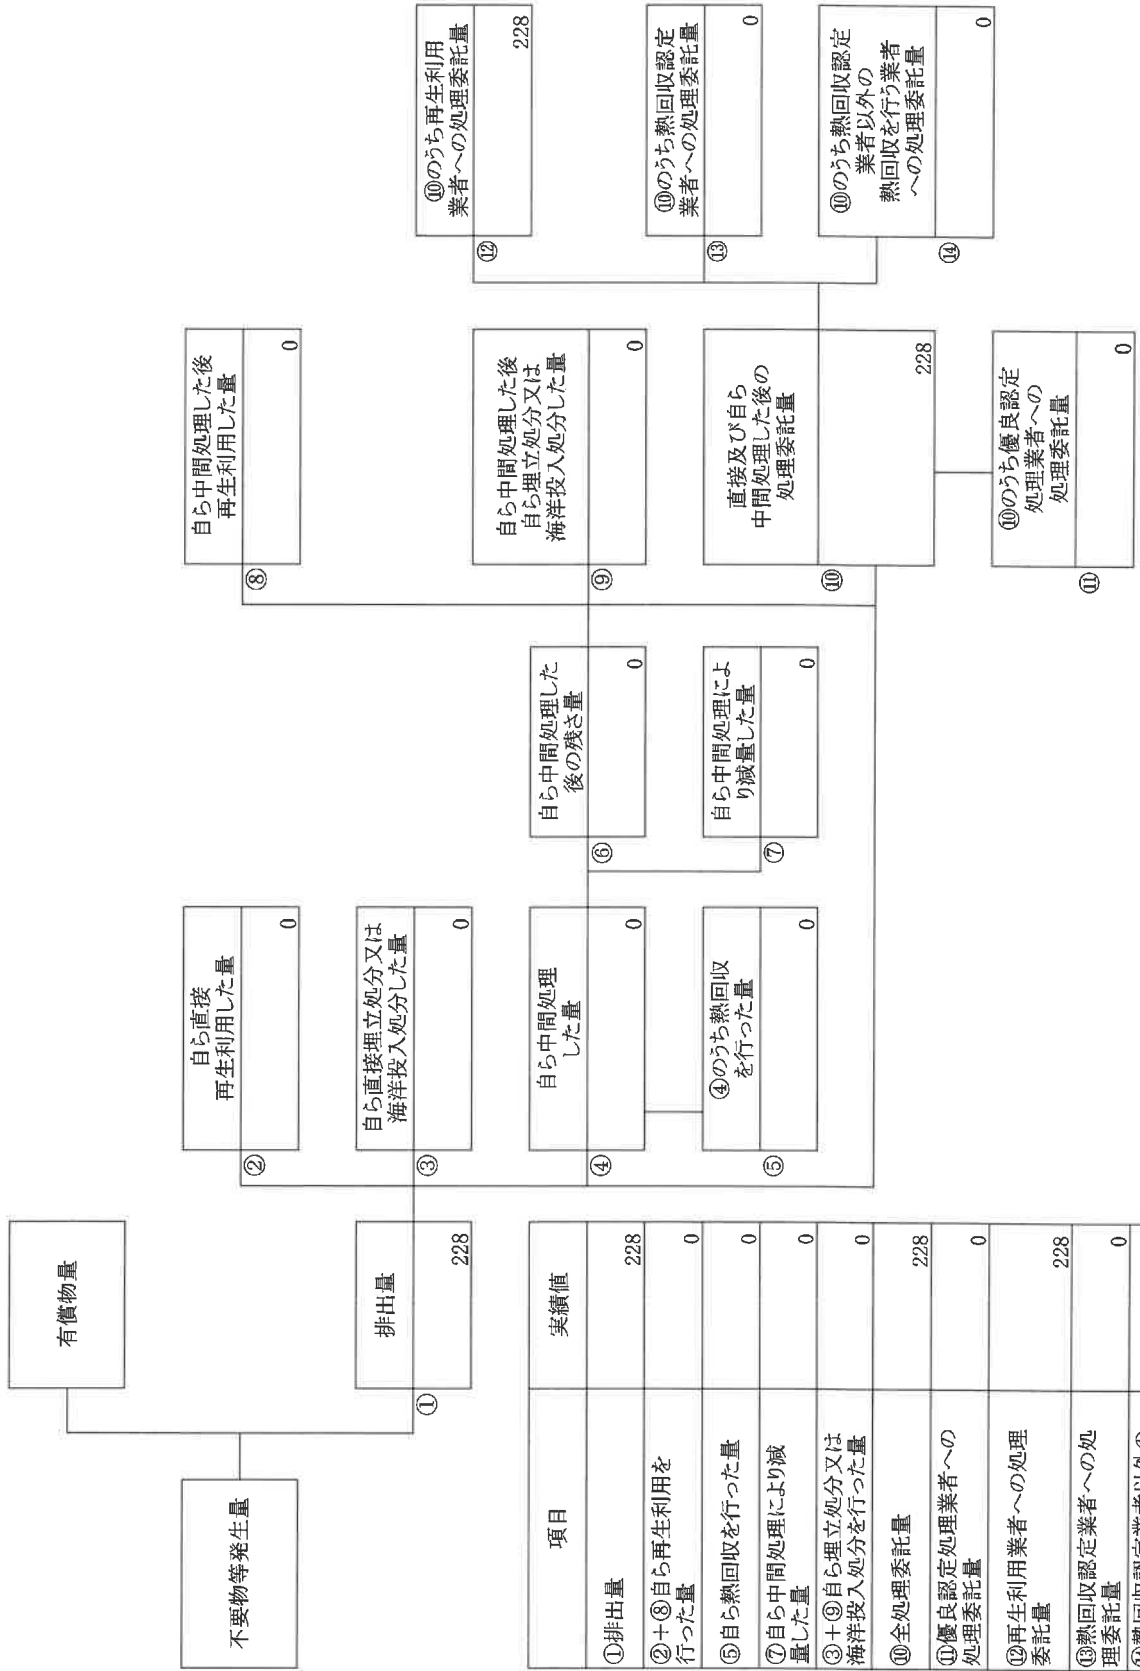 不要物等発生量
有償物量
①
排出量
228
②
自ら直接
再生利用した量
0
③
自ら直接埋立処分又は
海洋投入処分した量
0
④
自ら中間処理
した量
0
⑤
④のうち熱回収
を行った量
0
⑥
自ら中間処理した
後の残さ量
0
⑦
自ら中間処理によ
り減量した量
0
⑧
自ら中間処理した後
再生利用した量
0
⑨
自ら中間処理した後
自ら埋立処分又は
海洋投入処分した量
0
⑩
直接及び自ら
中間処理した後の
処理委託量
228
⑪
⑩のうち優良認定
処理業者への
処理委託量
0
⑫
⑩のうち再生利用
業者への処理委託量
228
⑬
⑩のうち熱回収認定
業者への処理委託量
0
⑭
⑩のうち熱回収認定
業者以外の
熱回収を行う業者
への処理委託量
0
項目
実績値
①排出量
228
②+⑧自ら再生利用を
行った量
0
⑤自ら熱回収を行った量
0
⑦自ら中間処理により減
量した量
0
③+⑨自ら埋立処分又は
海洋投入処分を行った量
0
⑩全処理委託量
228
⑪優良認定処理業者への
処理委託量
0
⑫再生利用業者への処理
委託量
228
⑬熱回収認定業者への処
理委託量
0